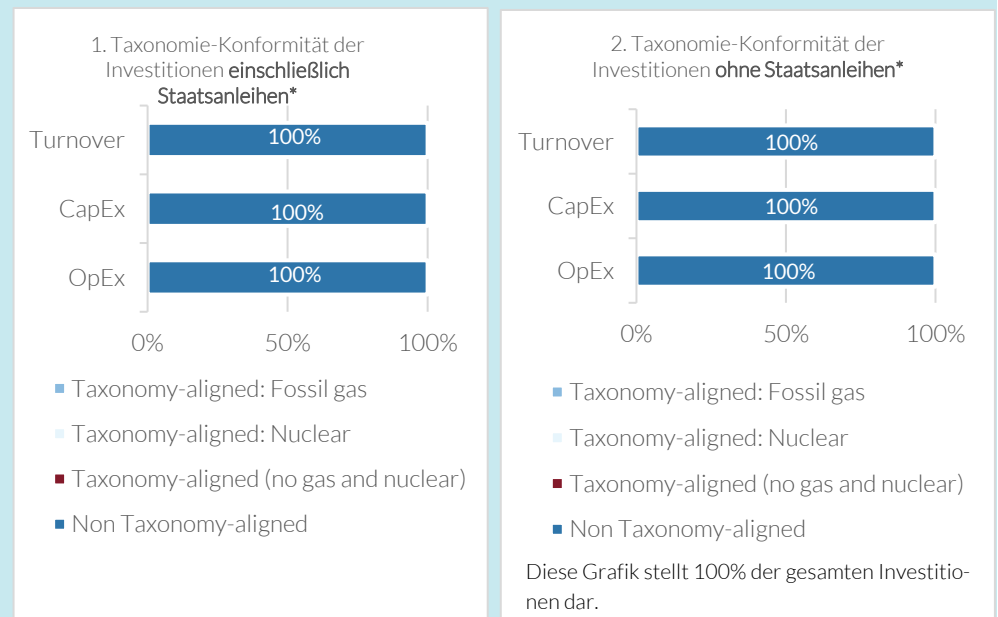 1. Taxonomie-Konformität der
Investitionen einschließlich
Staatsanleihen*
Turnover
100%
CapEx
100%
OpEx
100%
0% 50% 100%
Taxonomy-aligned: Fossil gas
Taxonomy-aligned: Nuclear
Taxonomy-aligned (no gas and nuclear)
Non Taxonomy-aligned
2. Taxonomie-Konformität der
Investitionen ohne Staatsanleihen*
Turnover
100%
CapEx
100%
OpEx
100%
0% 50% 100%
Taxonomy-aligned: Fossil gas
Taxonomy-aligned: Nuclear
Taxonomy-aligned (no gas and nuclear)
Non Taxonomy-aligned
Diese Grafik stellt 100% der gesamten Investitio-
nen dar.